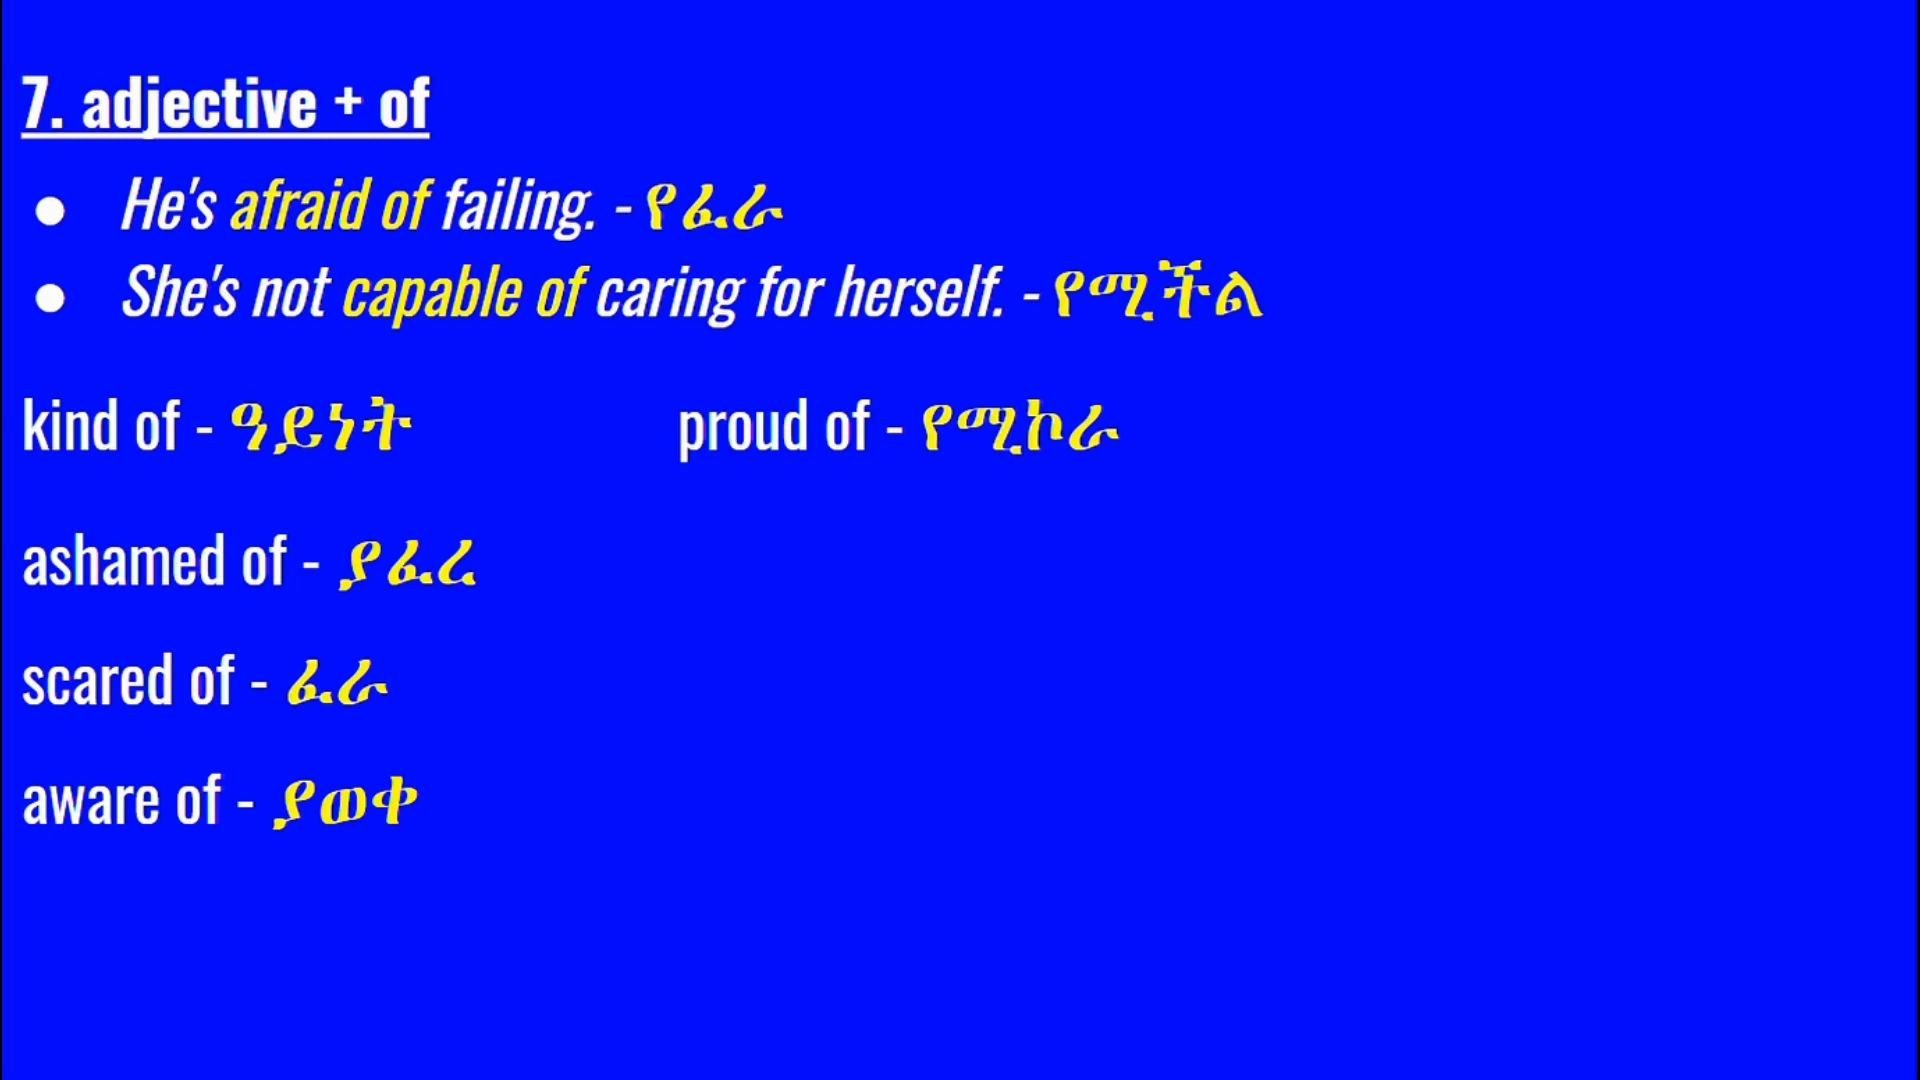 7. adjective + of
● He's afraid of failing. - የፈራ
● She's not capable of caring for herself. - የሚችል
kind of - ዓይነት proud of - የሚኮራ
ashamed of - ያፈረ
scared of - ፈራ
aware of - ያወቀ